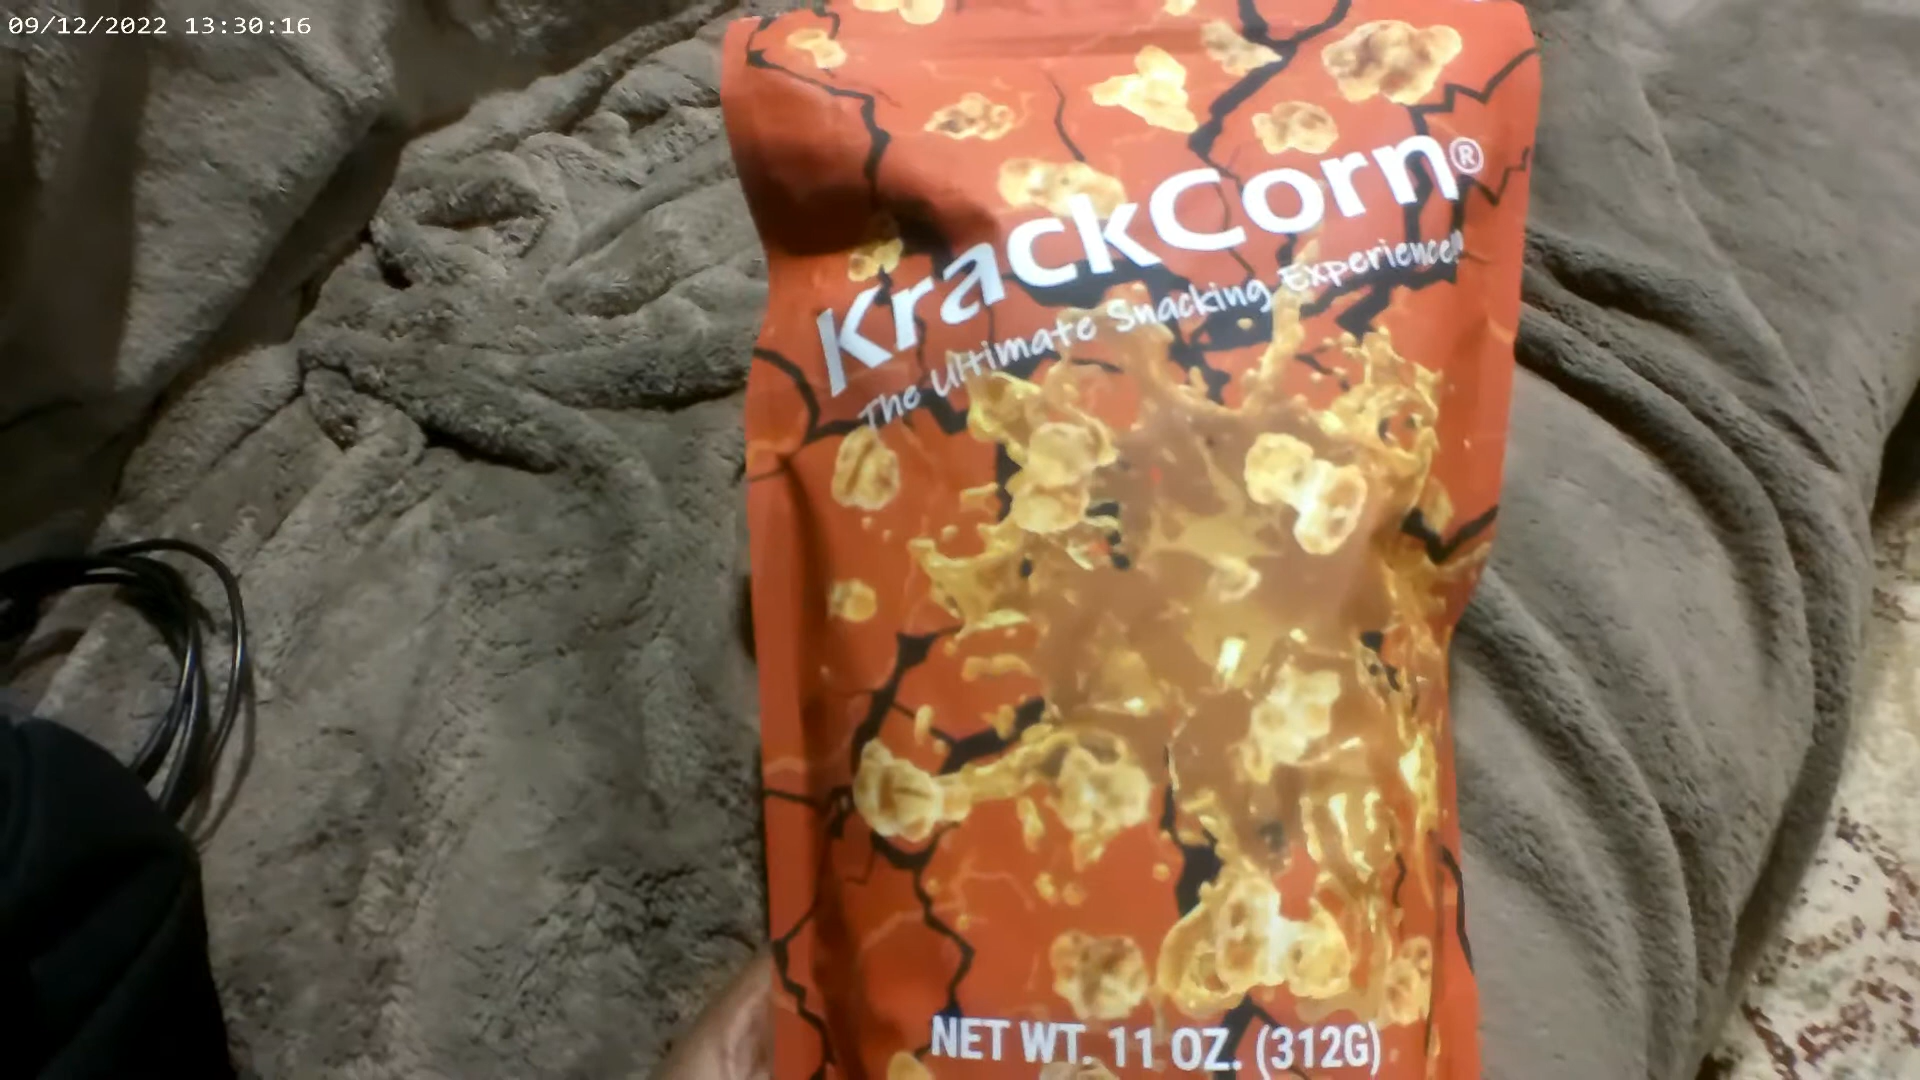 09/12/2022 13:30:16
KrackCorn®
The Ultimate Snacking Experience!
NET WT. 11 OZ. (312G)